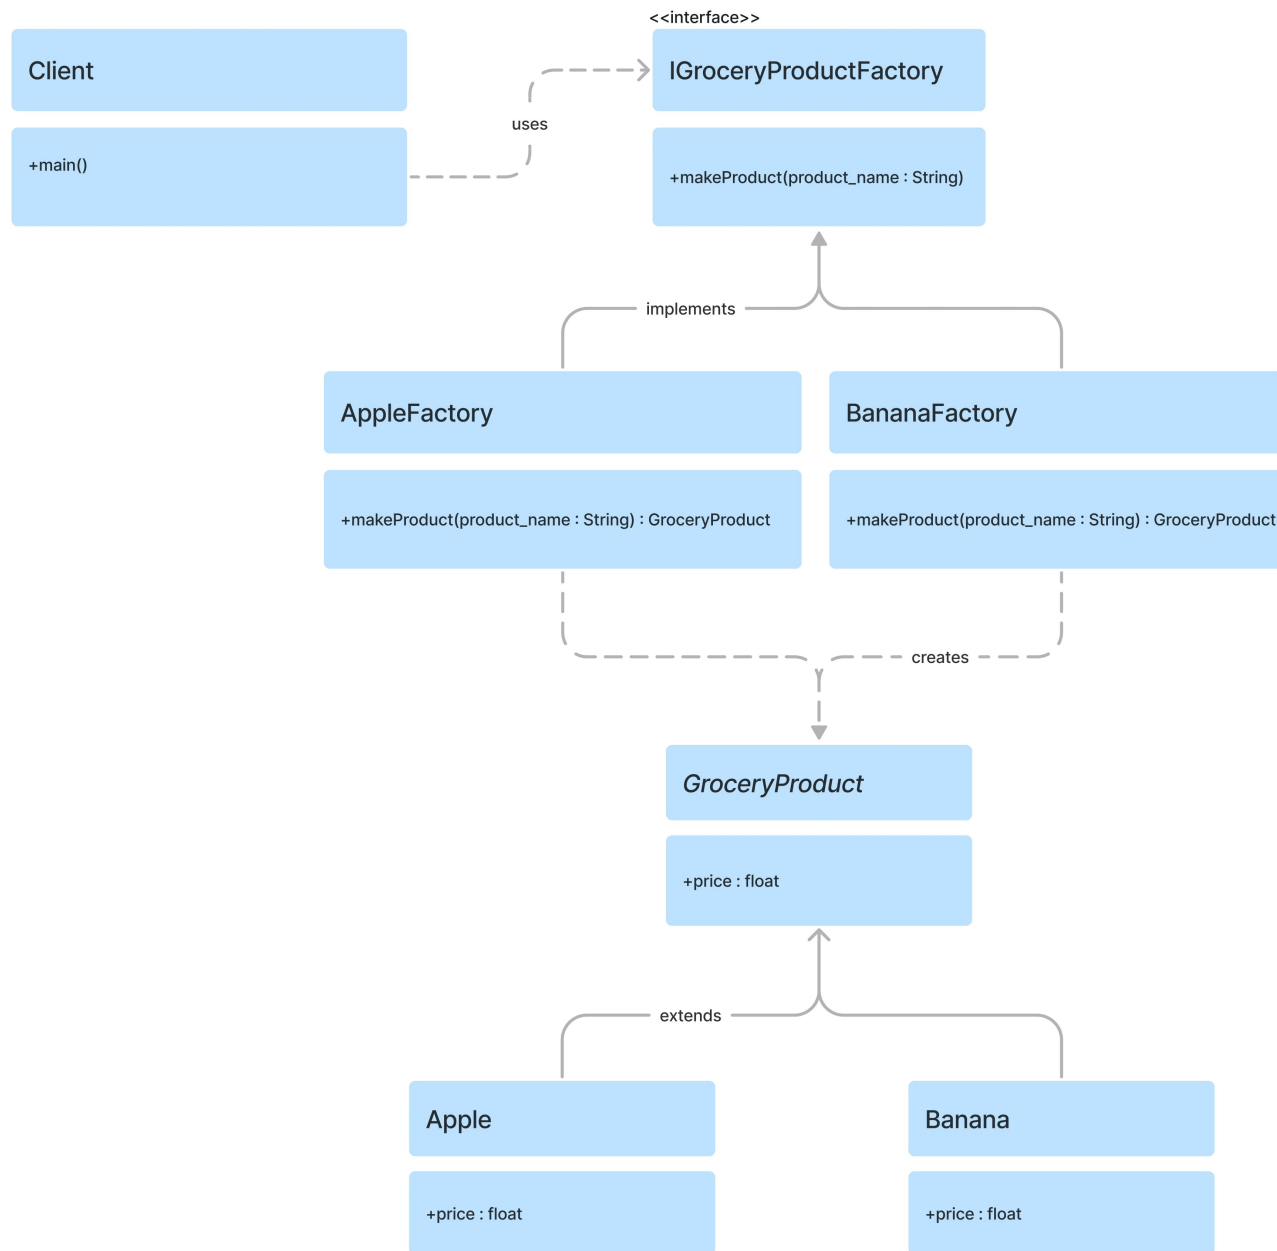 <<interface>>
Client
IGroceryProductFactory
uses
+main()
+makeProduct(product_name : String)
implements
AppleFactory
BananaFactory
+makeProduct(product_name : String) : GroceryProduct
+makeProduct(product_name : String) : GroceryProduct
creates
GroceryProduct
+price : float
extends
Apple
Banana
+price : float
+price : float